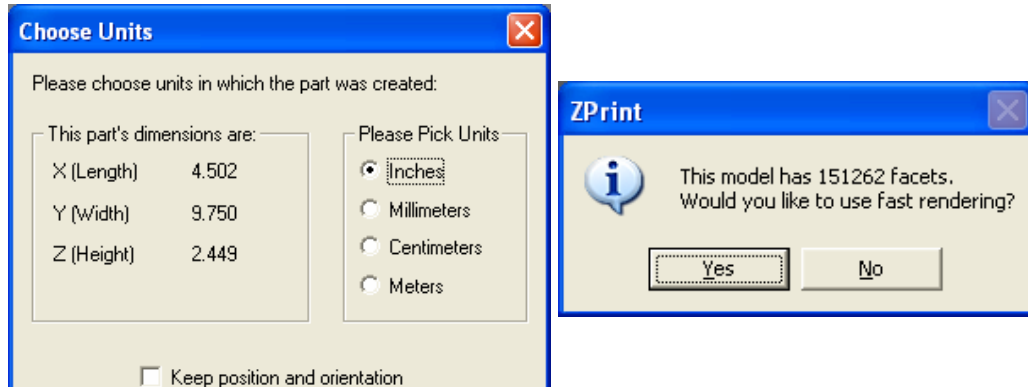 Choose Units
Please choose units in which the part was created:
This part's dimensions are:
X (Length) 4.502
Y (Width) 9.750
Z (Height) 2.449
Please Pick Units
Inches
Millimeters
Centimeters
Meters
Keep position and orientation
ZPrint
This model has 151262 facets.
Would you like to use fast rendering?
Yes No